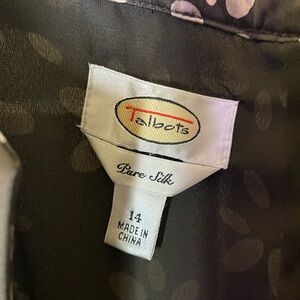 Talbots
Pure Silk
14
MADE IN
CHINA